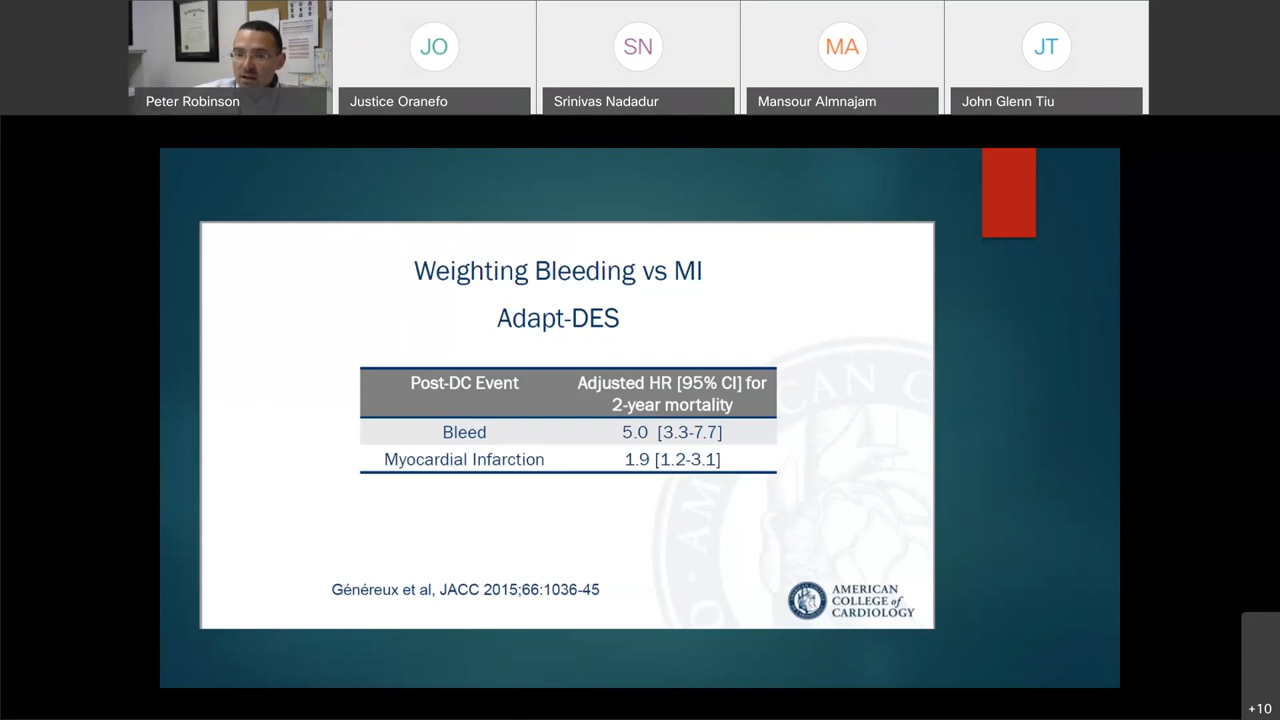 JO
SN
MA
JT
Peter Robinson
Justice Oranefo
Srinivas Nadadur
Mansour Almnajam
John Glenn Tiu
Weighting Bleeding vs MI
Adapt-DES
Post-DC Event
Adjusted HR [95% CI] for
2-year mortality
Bleed
5.0 [3.3-7.7]
Myocardial Infarction
1.9 [1.2-3.1]
Généreux et al, JACC 2015;66:1036-45
AMERICAN
COLLEGE of
CARDIOLOGY
+10